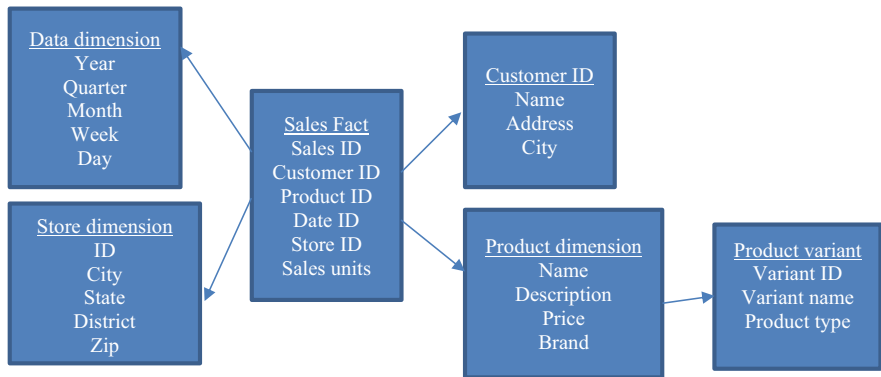 Data dimension
Year
Quarter
Month
Week
Day
Store dimension
ID
City
State
District
Zip
Sales Fact
Sales ID
Customer ID
Product ID
Date ID
Store ID
Sales units
Customer ID
Name
Address
City
Product dimension
Name
Description
Price
Brand
Product variant
Variant ID
Variant name
Product type